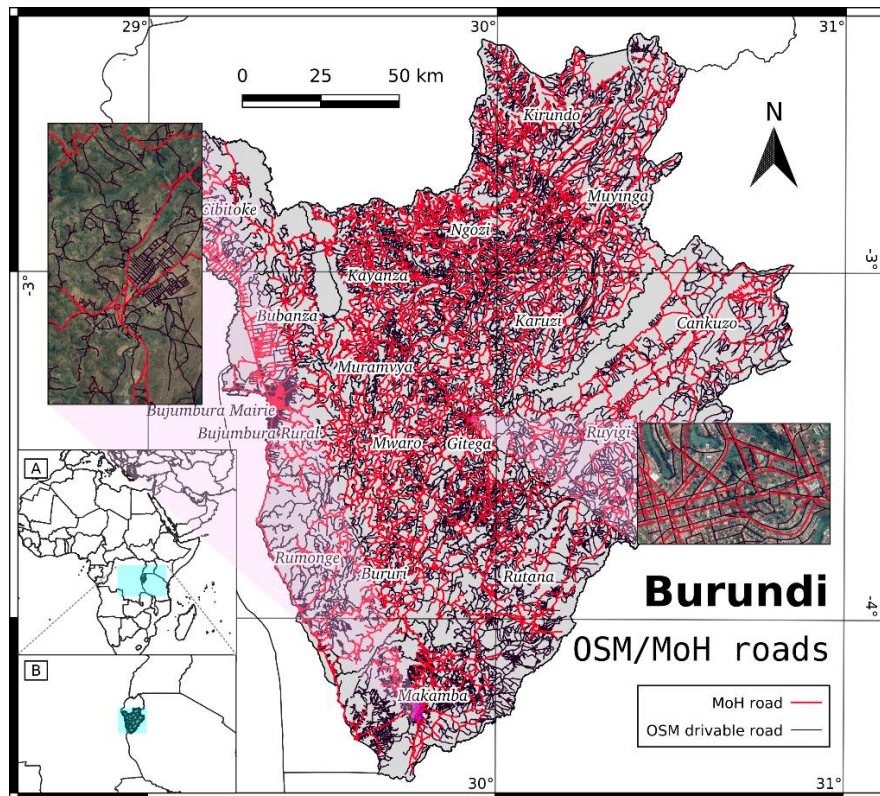 29°
30°
31°
0 25 50 km
N
Kirundo
Muyinga
Cibitoke
Ngozi
-3°
-3°
Kayanza
Bubanza
Karuzi
Cankuzo
Muramvya
Bujumbura Mairie
Bujumbura Rural
Mwaro
Gitega
Ruyigi
A
Rumonge
Bururi
Rutana
Burundi
-4°
OSM/MoH roads
B
Makamba
MoH road
OSM drivable road
30°
31°